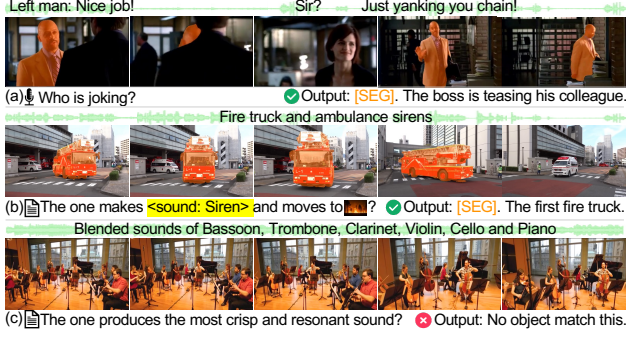 Left man: Nice job! Sir? Just yanking you chain!
(a) Who is joking? Output: [SEG]. The boss is teasing his colleague.
Fire truck and ambulance sirens
(b) The one makes <sound: Siren> and moves to ? Output: [SEG]. The first fire truck.
Blended sounds of Bassoon, Trombone, Clarinet, Violin, Cello and Piano
(c) The one produces the most crisp and resonant sound? Output: No object match this.